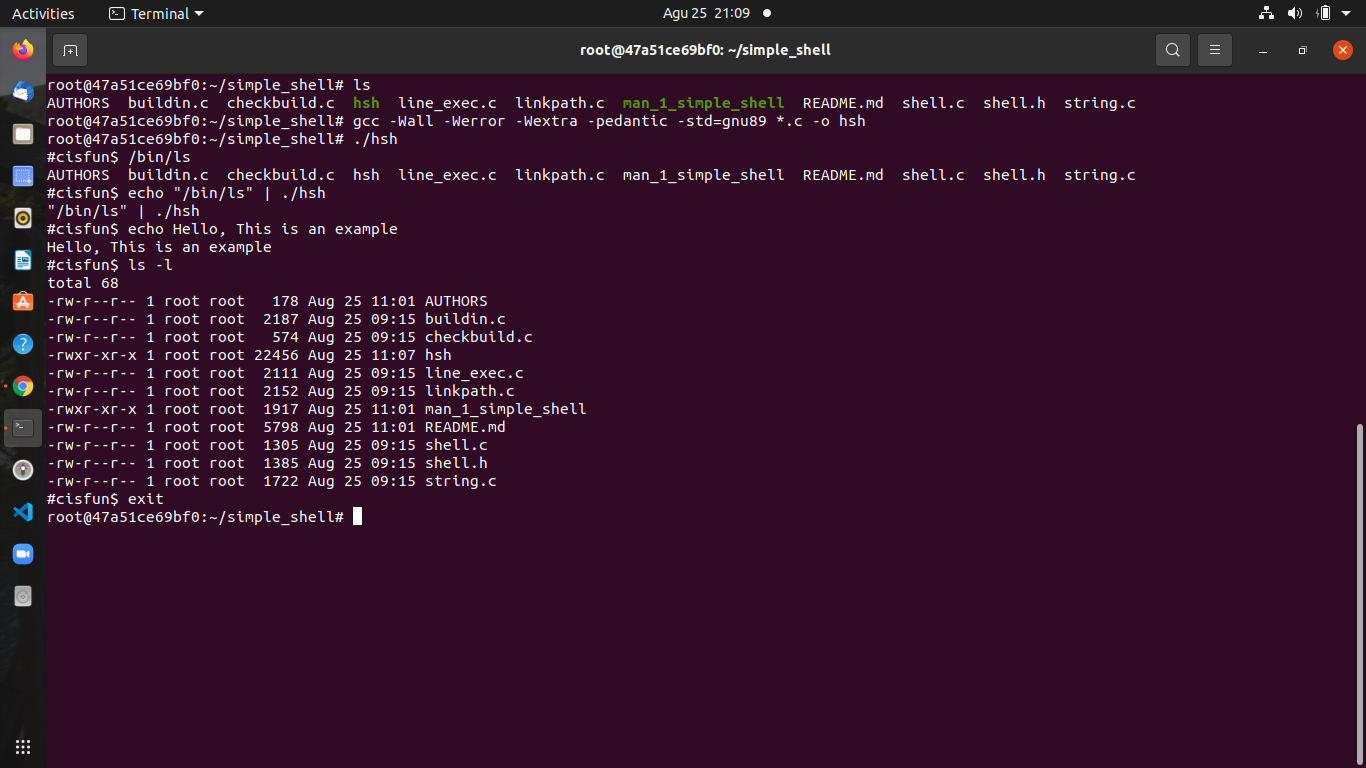 Activities Terminal Agu 25 21:09
root@47a51ce69bf0: ~/simple_shell
root@47a51ce69bf0:~/simple_shell# ls
AUTHORS  buildin.c  checkbuild.c  hsh  line_exec.c  linkpath.c  man_1_simple_shell  README.md  shell.c  shell.h  string.c
root@47a51ce69bf0:~/simple_shell# gcc -Wall -Werror -Wextra -pedantic -std=gnu89 *.c -o hsh
root@47a51ce69bf0:~/simple_shell# ./hsh
#cisfun$ /bin/ls
AUTHORS  buildin.c  checkbuild.c  hsh  line_exec.c  linkpath.c  man_1_simple_shell  README.md  shell.c  shell.h  string.c
#cisfun$ echo "/bin/ls" | ./hsh
"/bin/ls" | ./hsh
#cisfun$ echo Hello, This is an example
Hello, This is an example
#cisfun$ ls -l
total 68
-rw-r--r-- 1 root root   178 Aug 25 11:01 AUTHORS
-rw-r--r-- 1 root root  2187 Aug 25 09:15 buildin.c
-rw-r--r-- 1 root root   574 Aug 25 09:15 checkbuild.c
-rwxr-xr-x 1 root root 22456 Aug 25 11:07 hsh
-rw-r--r-- 1 root root  2111 Aug 25 09:15 line_exec.c
-rw-r--r-- 1 root root  2152 Aug 25 09:15 linkpath.c
-rwxr-xr-x 1 root root  1917 Aug 25 11:01 man_1_simple_shell
-rw-r--r-- 1 root root  5798 Aug 25 11:01 README.md
-rw-r--r-- 1 root root  1305 Aug 25 09:15 shell.c
-rw-r--r-- 1 root root  1385 Aug 25 09:15 shell.h
-rw-r--r-- 1 root root  1722 Aug 25 09:15 string.c
#cisfun$ exit
root@47a51ce69bf0:~/simple_shell#